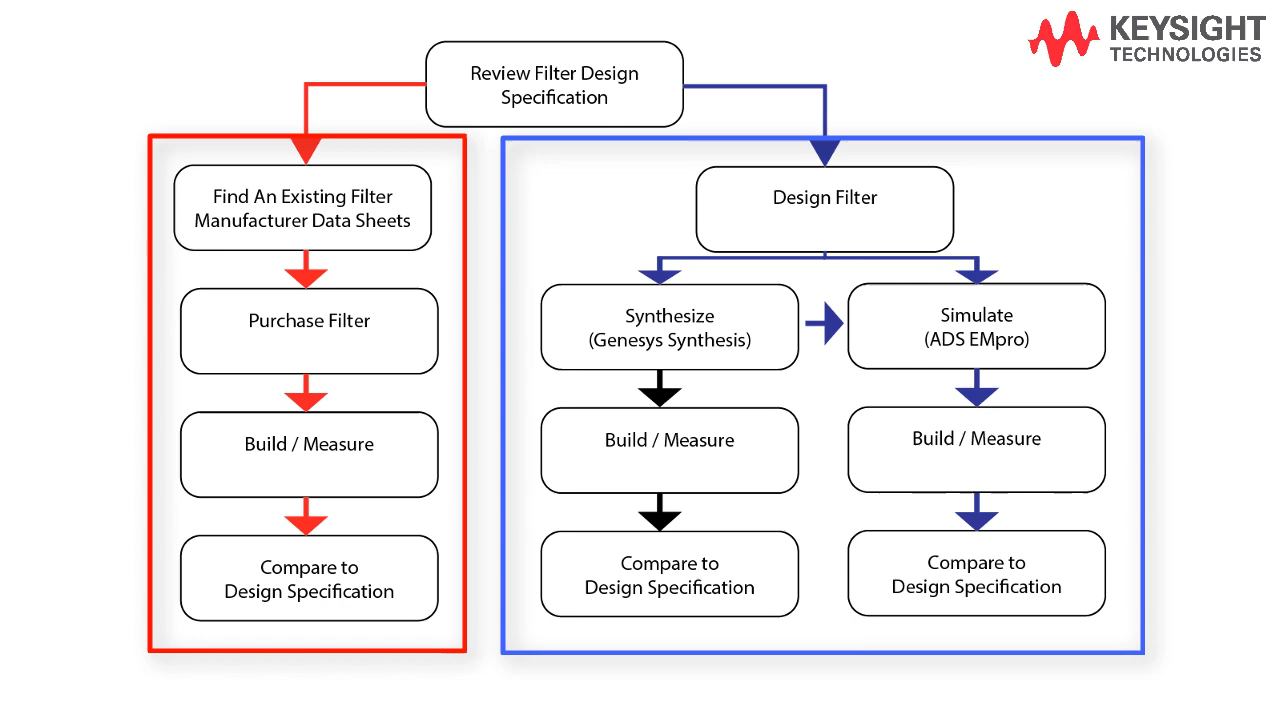 KEYSIGHT
TECHNOLOGIES
Review Filter Design
Specification
Find An Existing Filter
Manufacturer Data Sheets
Purchase Filter
Build / Measure
Compare to
Design Specification
Design Filter
Synthesize
(Genesys Synthesis)
Build / Measure
Compare to
Design Specification
Simulate
(ADS EMpro)
Build / Measure
Compare to
Design Specification